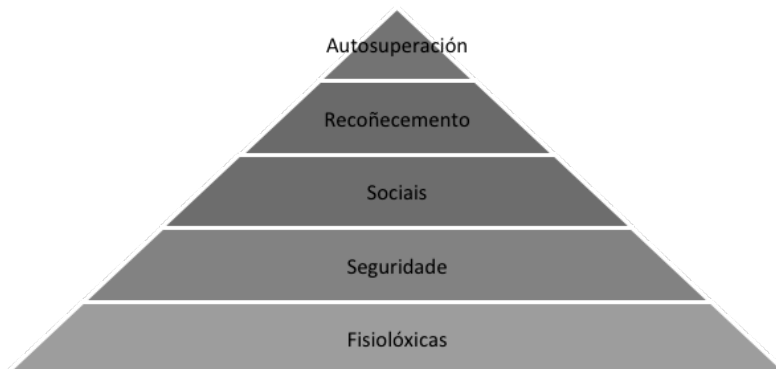 Autosuperación
Recoñecemento
Sociais
Seguridade
Fisiolóxicas